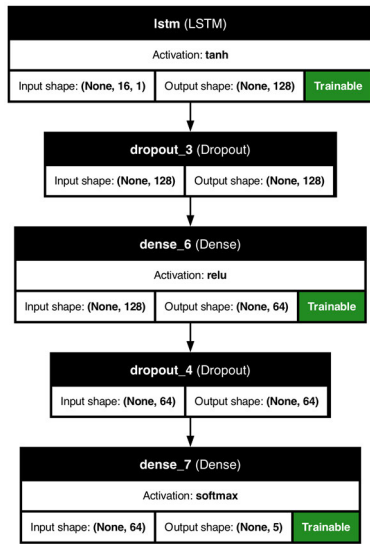 lstm (LSTM)
Activation: tanh
Input shape: (None, 16, 1) Output shape: (None, 128) Trainable
dropout_3 (Dropout)
Input shape: (None, 128) Output shape: (None, 128)
dense_6 (Dense)
Activation: relu
Input shape: (None, 128) Output shape: (None, 64) Trainable
dropout_4 (Dropout)
Input shape: (None, 64) Output shape: (None, 64)
dense_7 (Dense)
Activation: softmax
Input shape: (None, 64) Output shape: (None, 5) Trainable